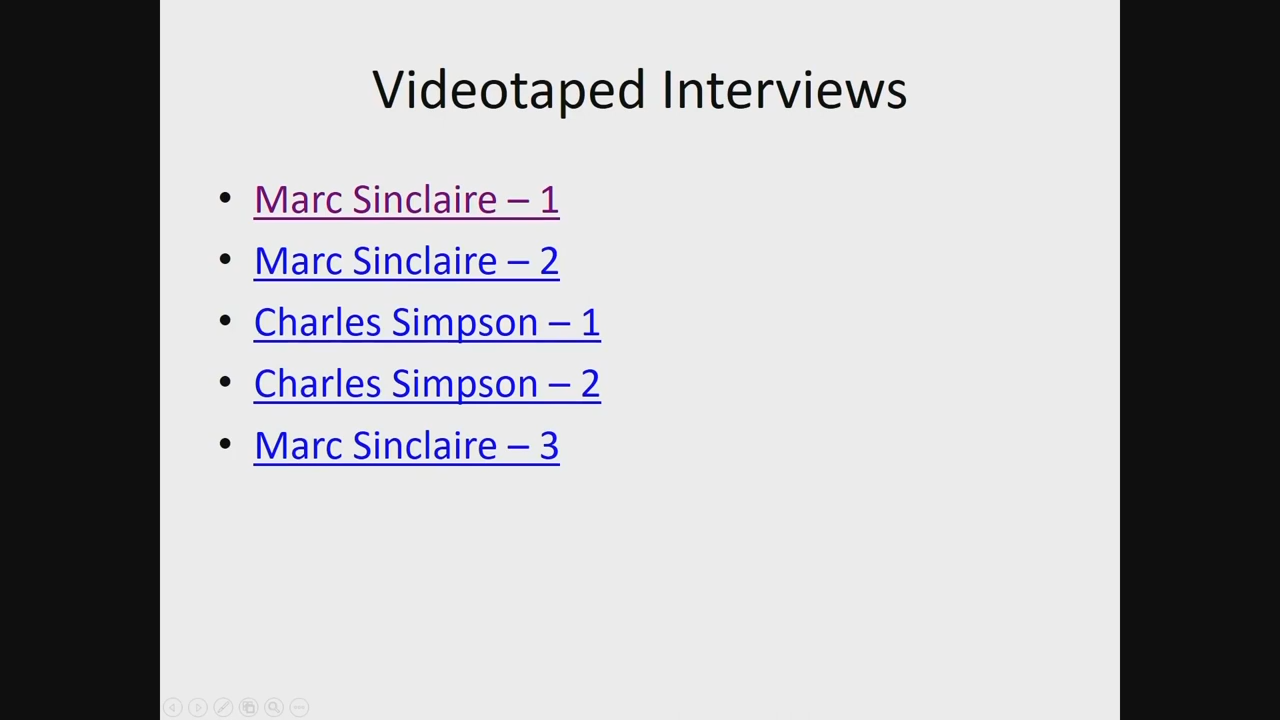 Videotaped Interviews
• Marc Sinclaire – 1
• Marc Sinclaire – 2
• Charles Simpson – 1
• Charles Simpson – 2
• Marc Sinclaire – 3